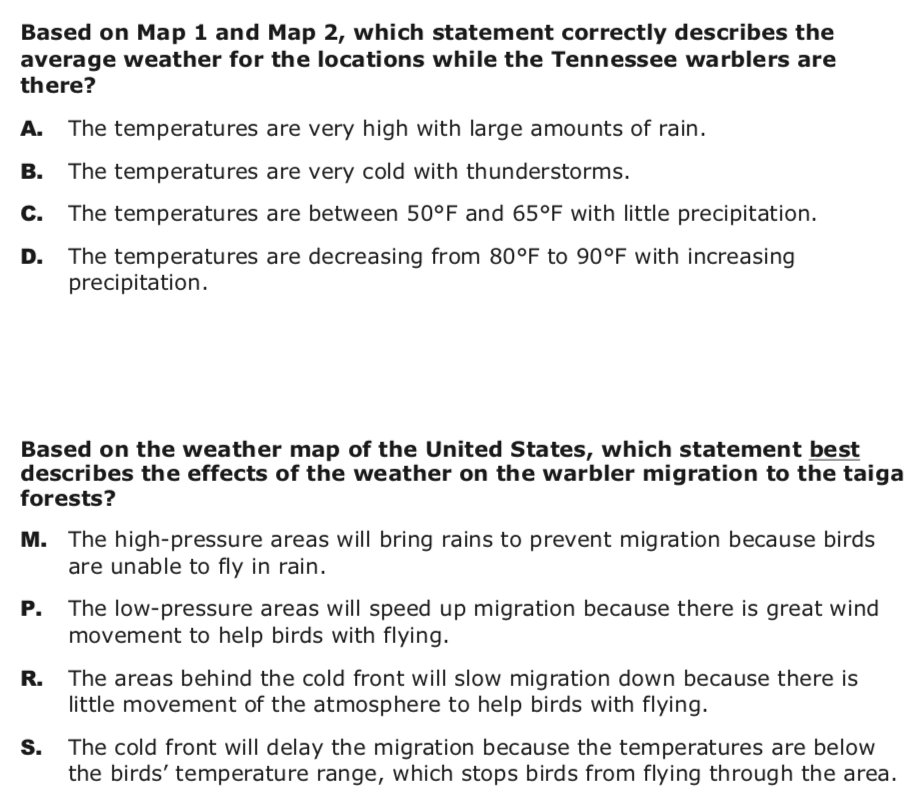 Based on Map 1 and Map 2, which statement correctly describes the
average weather for the locations while the Tennessee warblers are
there?
A. The temperatures are very high with large amounts of rain.
B. The temperatures are very cold with thunderstorms.
C. The temperatures are between 50°F and 65°F with little precipitation.
D. The temperatures are decreasing from 80°F to 90°F with increasing
precipitation.
Based on the weather map of the United States, which statement best
describes the effects of the weather on the warbler migration to the taiga
forests?
M. The high-pressure areas will bring rains to prevent migration because birds
are unable to fly in rain.
P. The low-pressure areas will speed up migration because there is great wind
movement to help birds with flying.
R. The areas behind the cold front will slow migration down because there is
little movement of the atmosphere to help birds with flying.
S. The cold front will delay the migration because the temperatures are below
the birds’ temperature range, which stops birds from flying through the area.